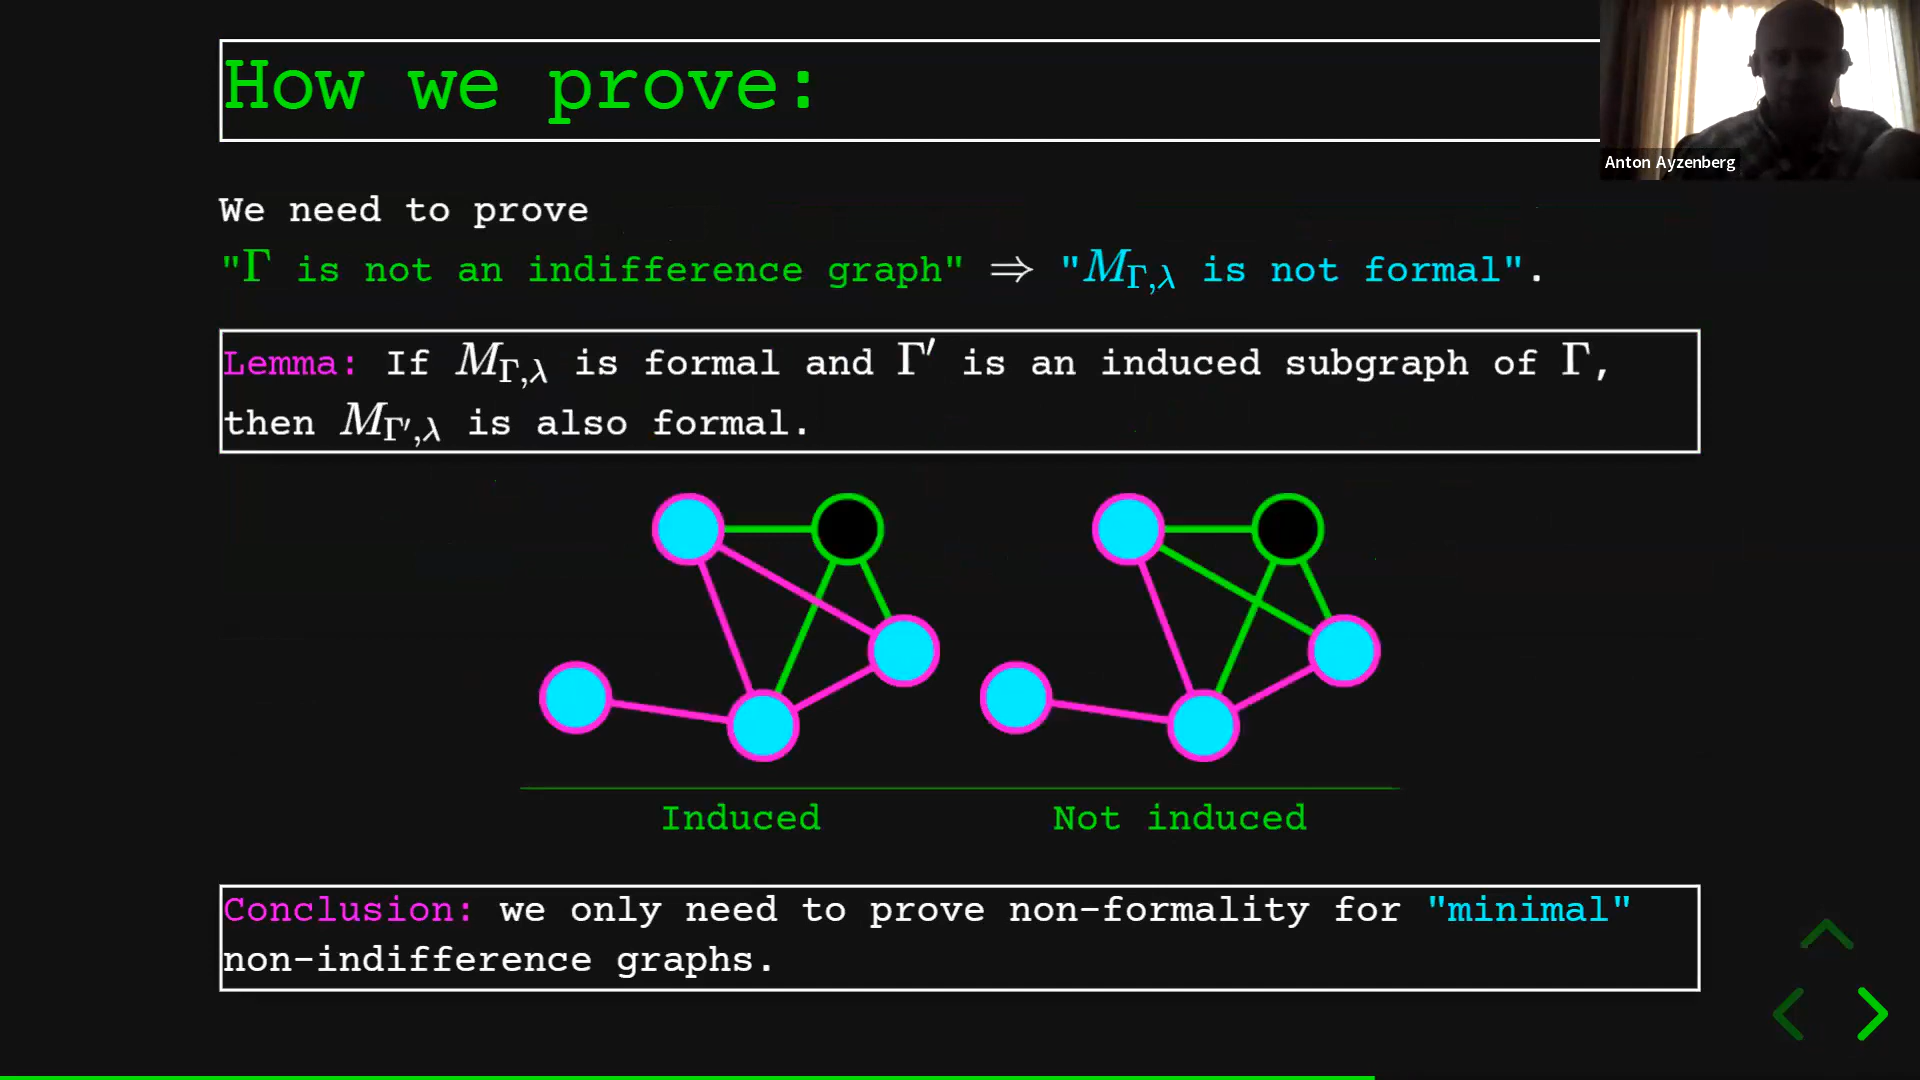 How we prove:
Anton Ayzenberg
We need to prove
"Γ is not an indifference graph" ⇒ "M_{Γ,λ} is not formal".
Lemma: If M_{Γ,λ} is formal and Γ′ is an induced subgraph of Γ,
then M_{Γ′,λ} is also formal.
Induced Not induced
Conclusion: we only need to prove non-formality for "minimal"
non-indifference graphs.